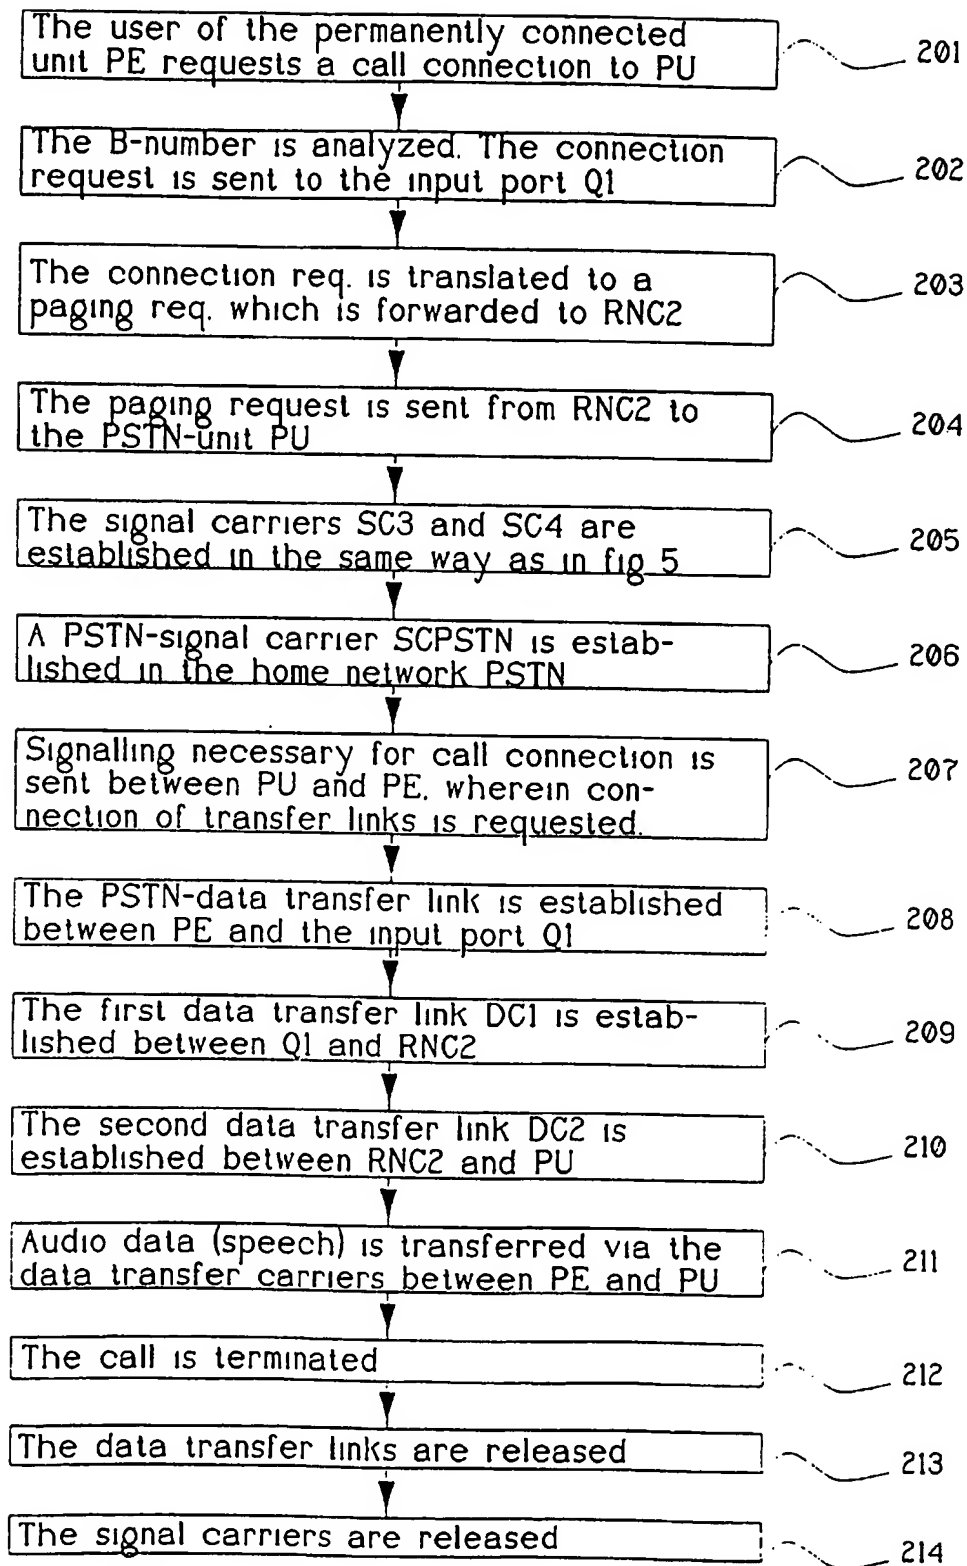 The user of the permanently connected
unit PE requests a call connection to PU
201
The B-number is analyzed. The connection
request is sent to the input port Q1
202
The connection req. is translated to a
paging req. which is forwarded to RNC2
203
The paging request is sent from RNC2 to
the PSTN-unit PU
204
The signal carriers SC3 and SC4 are
established in the same way as in fig 5
205
A PSTN-signal carrier SCPSTN is estab-
lished in the home network PSTN
206
Signalling necessary for call connection is
sent between PU and PE. wherein con-
nection of transfer links is requested.
207
The PSTN-data transfer link is established
between PE and the input port Q1
208
The first data transfer link DC1 is estab-
lished between Q1 and RNC2
209
The second data transfer link DC2 is
established between RNC2 and PU
210
Audio data (speech) is transferred via the
data transfer carriers between PE and PU
211
The call is terminated
212
The data transfer links are released
213
The signal carriers are released
214